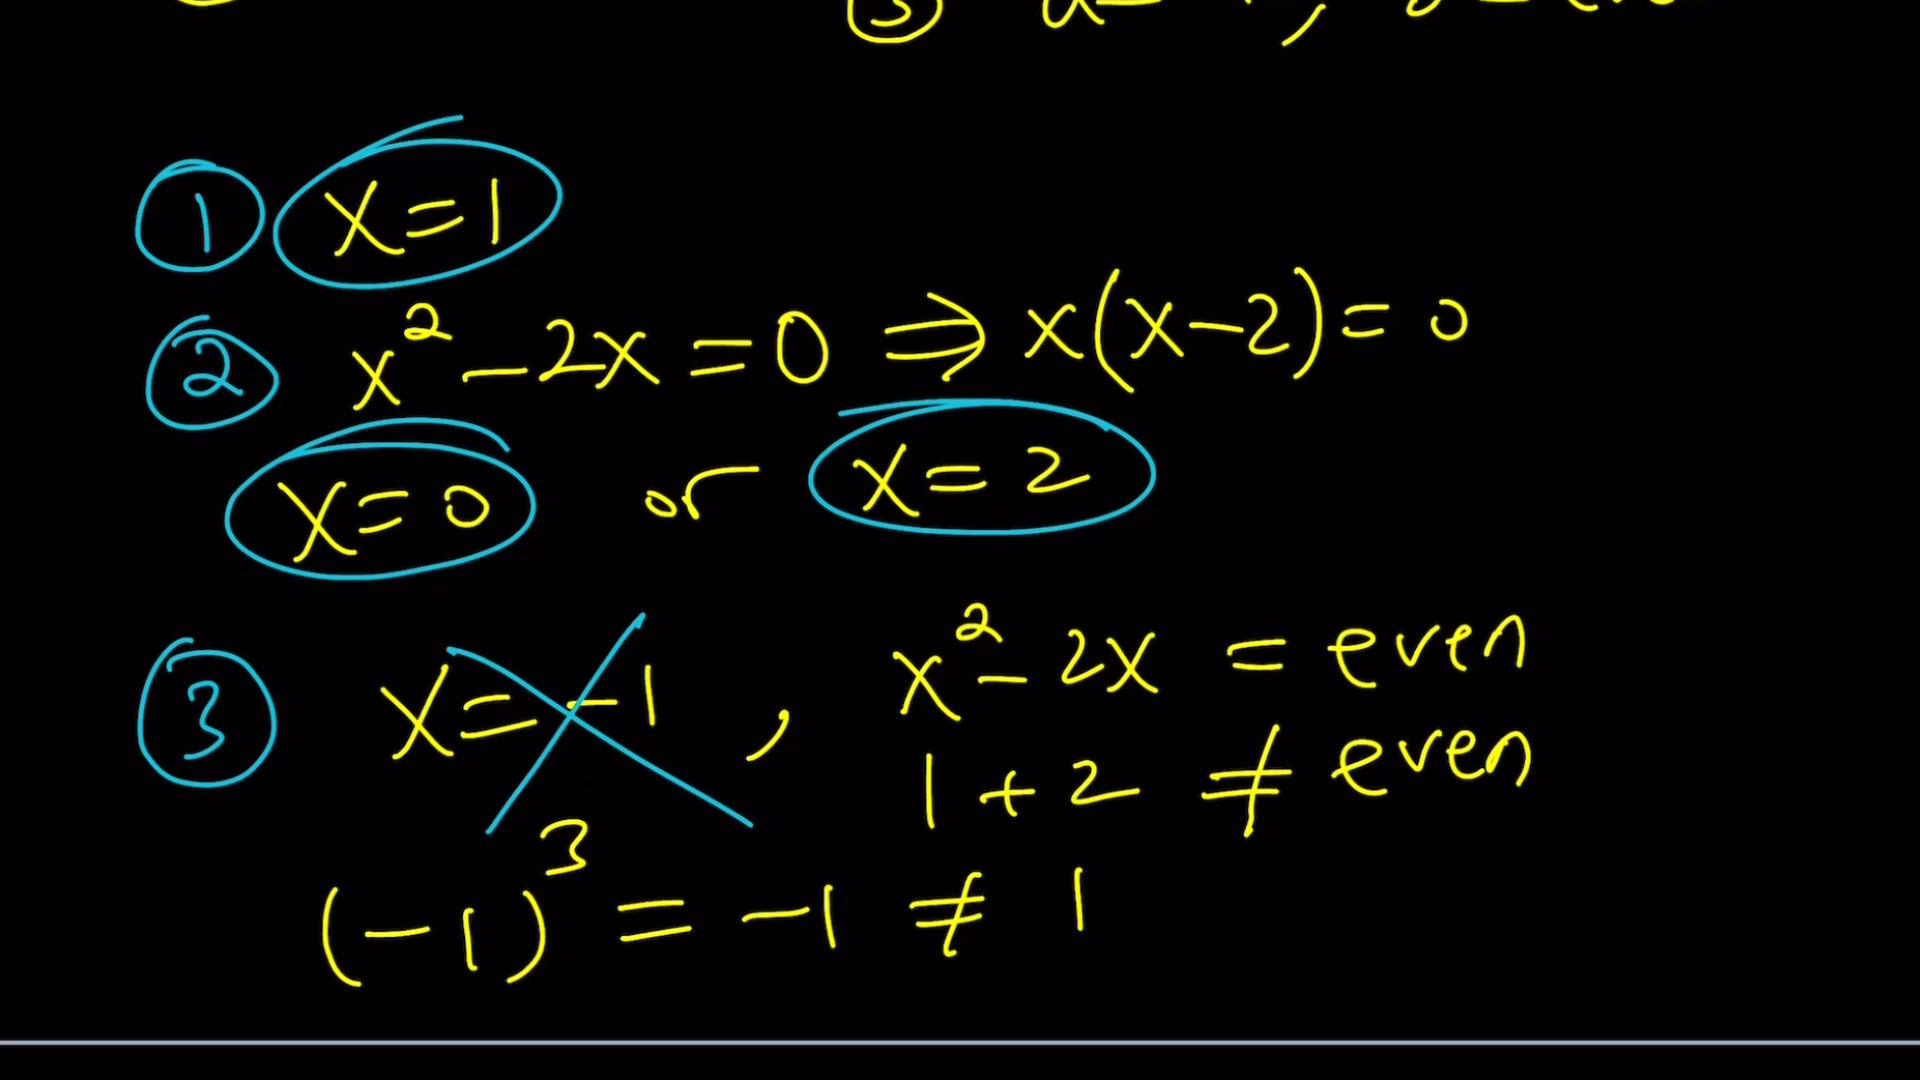 ① x=1
② x² - 2x = 0 ⇒ x(x-2) = 0
x=0 or x=2
③ x=-1 , x² - 2x = even
1+2 ≠ even
(-1)³ = -1 ≠ 1